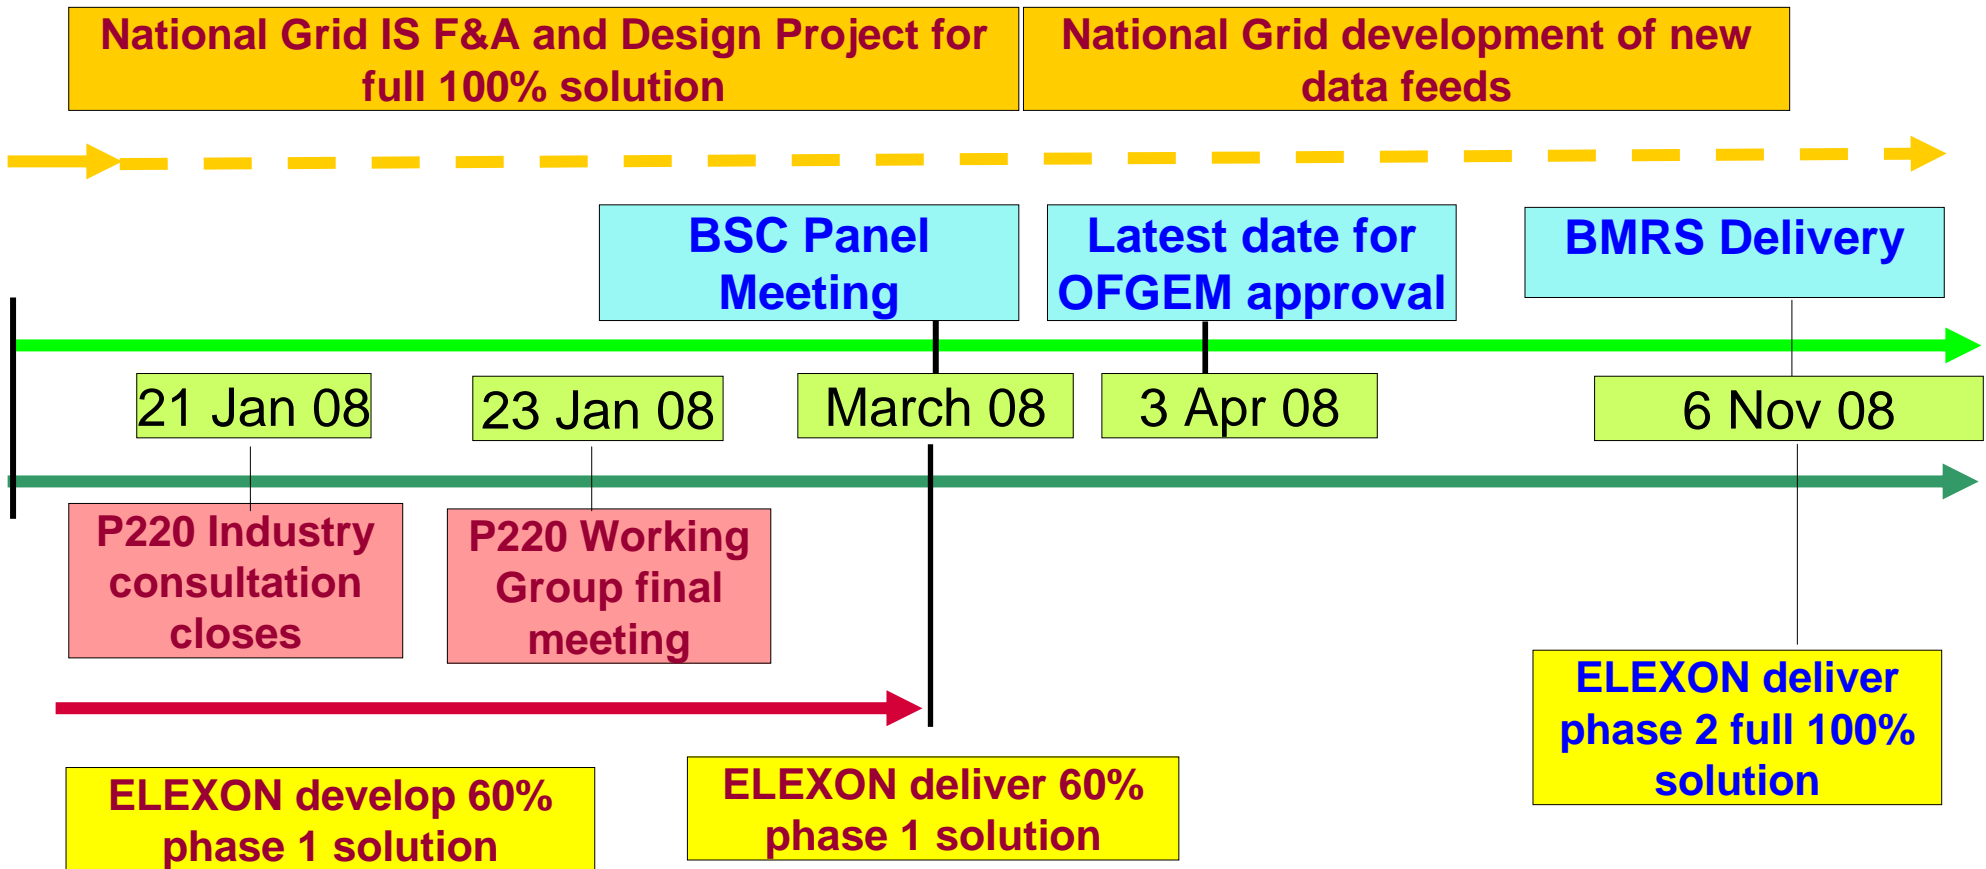 National Grid IS F&A and Design Project for
full 100% solution
National Grid development of new
data feeds
BSC Panel
Meeting
Latest date for
OFGEM approval
BMRS Delivery
21 Jan 08
23 Jan 08
March 08
3 Apr 08
6 Nov 08
P220 Industry
consultation
closes
P220 Working
Group final
meeting
ELEXON develop 60%
phase 1 solution
ELEXON deliver 60%
phase 1 solution
ELEXON deliver
phase 2 full 100%
solution